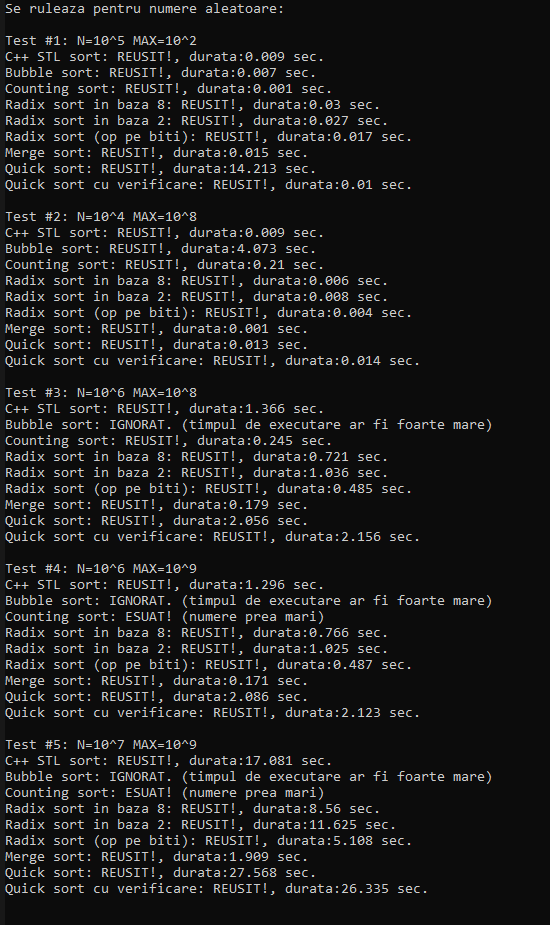 Se ruleaza pentru numere aleatoare:
Test #1: N=10^5 MAX=10^2
C++ STL sort: REUSIT!, durata:0.009 sec.
Bubble sort: REUSIT!, durata:0.007 sec.
Counting sort: REUSIT!, durata:0.001 sec.
Radix sort in baza 8: REUSIT!, durata:0.03 sec.
Radix sort in baza 2: REUSIT!, durata:0.027 sec.
Radix sort (op pe biti): REUSIT!, durata:0.017 sec.
Merge sort: REUSIT!, durata:0.015 sec.
Quick sort: REUSIT!, durata:14.213 sec.
Quick sort cu verificare: REUSIT!, durata:0.01 sec.
Test #2: N=10^4 MAX=10^8
C++ STL sort: REUSIT!, durata:0.009 sec.
Bubble sort: REUSIT!, durata:4.073 sec.
Counting sort: REUSIT!, durata:0.21 sec.
Radix sort in baza 8: REUSIT!, durata:0.006 sec.
Radix sort in baza 2: REUSIT!, durata:0.008 sec.
Radix sort (op pe biti): REUSIT!, durata:0.004 sec.
Merge sort: REUSIT!, durata:0.001 sec.
Quick sort: REUSIT!, durata:0.013 sec.
Quick sort cu verificare: REUSIT!, durata:0.014 sec.
Test #3: N=10^6 MAX=10^8
C++ STL sort: REUSIT!, durata:1.366 sec.
Bubble sort: IGNORAT. (timpul de executare ar fi foarte mare)
Counting sort: REUSIT!, durata:0.245 sec.
Radix sort in baza 8: REUSIT!, durata:0.721 sec.
Radix sort in baza 2: REUSIT!, durata:1.036 sec.
Radix sort (op pe biti): REUSIT!, durata:0.485 sec.
Merge sort: REUSIT!, durata:0.179 sec.
Quick sort: REUSIT!, durata:2.056 sec.
Quick sort cu verificare: REUSIT!, durata:2.156 sec.
Test #4: N=10^6 MAX=10^9
C++ STL sort: REUSIT!, durata:1.296 sec.
Bubble sort: IGNORAT. (timpul de executare ar fi foarte mare)
Counting sort: ESUAT! (numere prea mari)
Radix sort in baza 8: REUSIT!, durata:0.766 sec.
Radix sort in baza 2: REUSIT!, durata:1.025 sec.
Radix sort (op pe biti): REUSIT!, durata:0.487 sec.
Merge sort: REUSIT!, durata:0.171 sec.
Quick sort: REUSIT!, durata:2.086 sec.
Quick sort cu verificare: REUSIT!, durata:2.123 sec.
Test #5: N=10^7 MAX=10^9
C++ STL sort: REUSIT!, durata:17.081 sec.
Bubble sort: IGNORAT. (timpul de executare ar fi foarte mare)
Counting sort: ESUAT! (numere prea mari)
Radix sort in baza 8: REUSIT!, durata:8.56 sec.
Radix sort in baza 2: REUSIT!, durata:11.625 sec.
Radix sort (op pe biti): REUSIT!, durata:5.108 sec.
Merge sort: REUSIT!, durata:1.909 sec.
Quick sort: REUSIT!, durata:27.568 sec.
Quick sort cu verificare: REUSIT!, durata:26.335 sec.